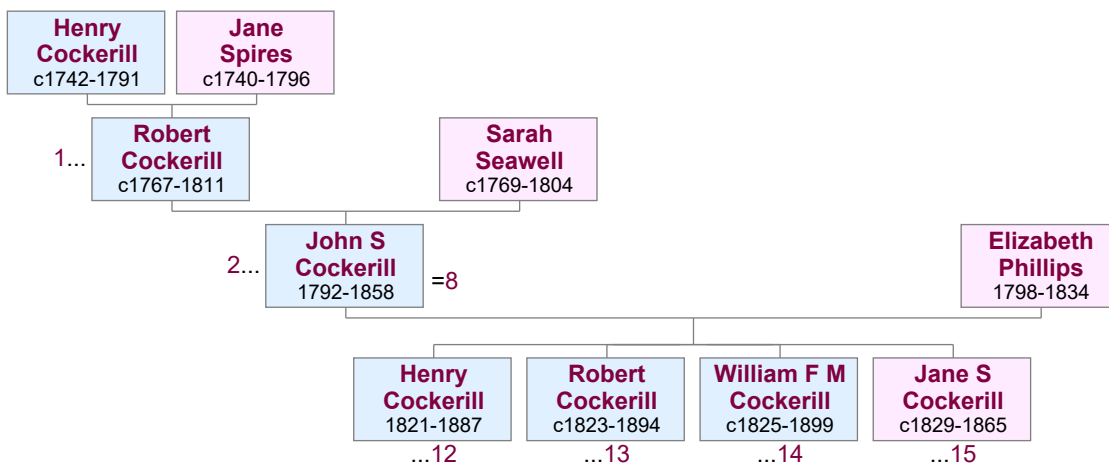 Henry
Cockerill
c1742-1791
Jane
Spires
c1740-1796
1...
Robert
Cockerill
c1767-1811
Sarah
Seawell
c1769-1804
2...
John S
Cockerill
1792-1858
=8
Elizabeth
Phillips
1798-1834
Henry
Cockerill
1821-1887
...12
Robert
Cockerill
c1823-1894
...13
William F M
Cockerill
c1825-1899
...14
Jane S
Cockerill
c1829-1865
...15